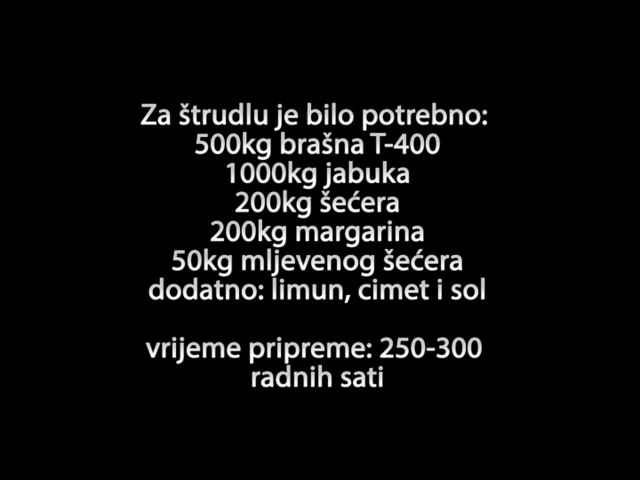 Za štrudlu je bilo potrebno:
500kg brašna T-400
1000kg jabuka
200kg šećera
200kg margarina
50kg mljevenog šećera
dodatno: limun, cimet i sol
vrijeme pripreme: 250-300
radnih sati